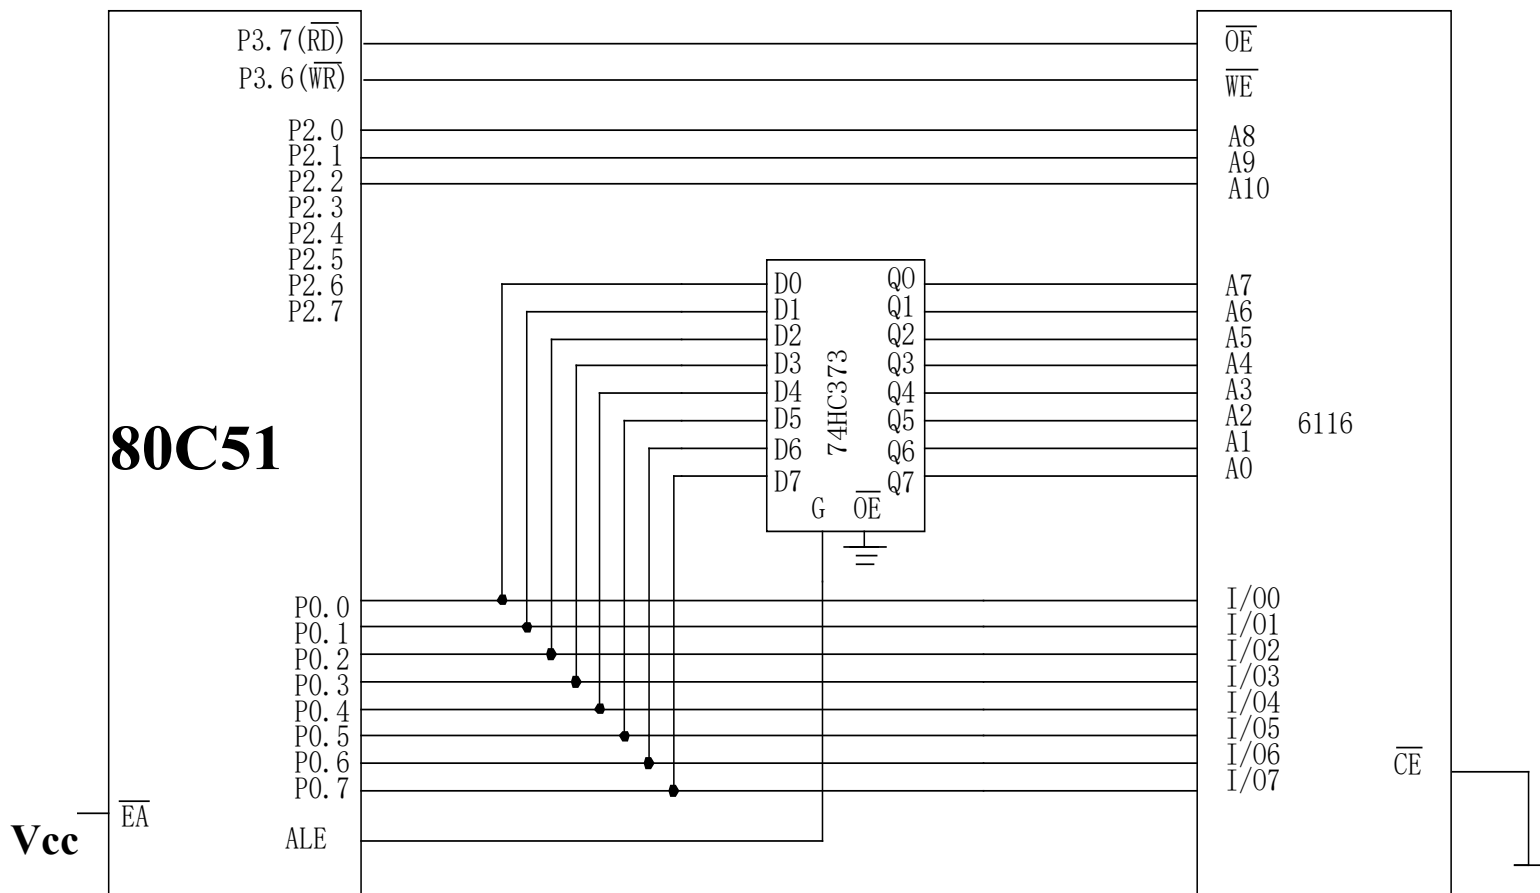 P3.7(RD)
P3.6(WR)
P2.0
P2.1
P2.2
P2.3
P2.4
P2.5
P2.6
P2.7
80C51
P0.0
P0.1
P0.2
P0.3
P0.4
P0.5
P0.6
P0.7
EA
Vcc
ALE
D0
D1
D2
D3
D4
D5
D6
D7
74HC373
Q0
Q1
Q2
Q3
Q4
Q5
Q6
Q7
G
OE
OE
WE
A8
A9
A10
A7
A6
A5
A4
A3
A2
A1
A0
6116
I/O0
I/O1
I/O2
I/O3
I/O4
I/O5
I/O6
I/O7
CE